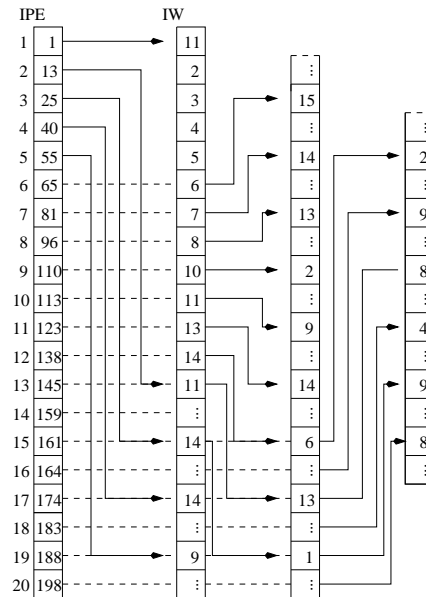 IPE IW
1 1 11
2 13 2 ⋮
3 25 3 15
4 40 4 ⋮ ⋮
5 55 5 14 2
6 65 6 ⋮ ⋮
7 81 7 13 9
8 96 8 ⋮ ⋮
9 110 10 2 8
10 113 11 ⋮ ⋮
11 123 13 9 4
12 138 14 ⋮ ⋮
13 145 11 14 9
14 159 ⋮ ⋮ ⋮
15 161 14 6 8
16 164 ⋮ ⋮ ⋮
17 174 14 13
18 183 ⋮ ⋮
19 188 9 1
20 198 ⋮ ⋮